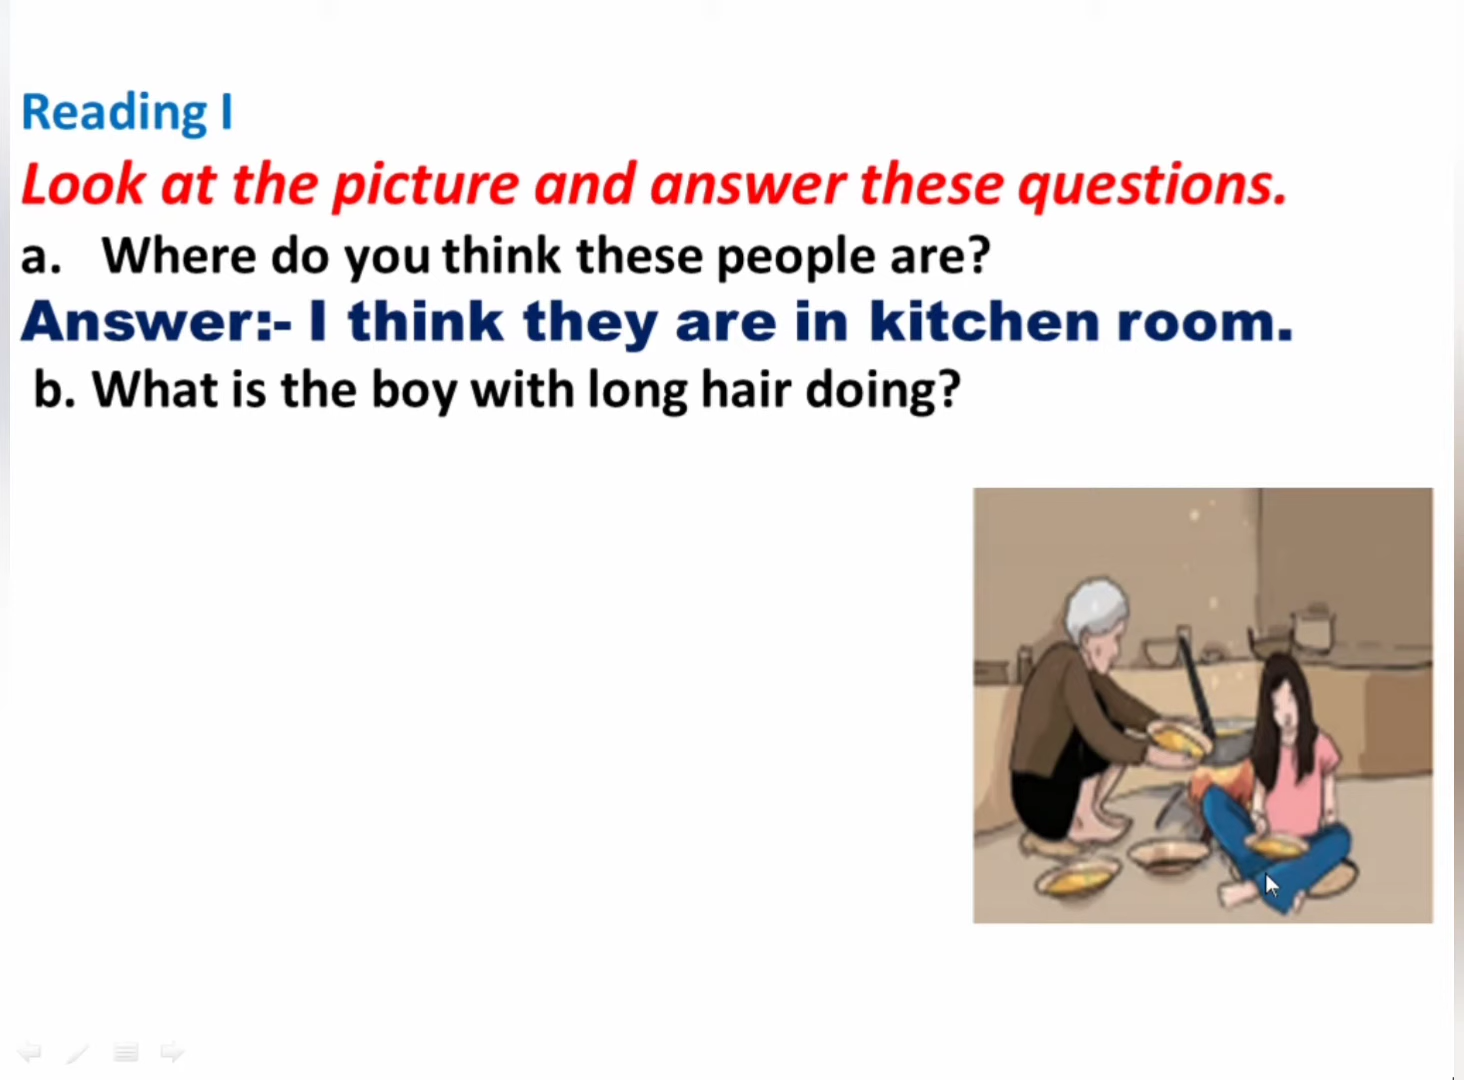 Reading I
Look at the picture and answer these questions.
a. Where do you think these people are?
Answer:- I think they are in kitchen room.
b. What is the boy with long hair doing?